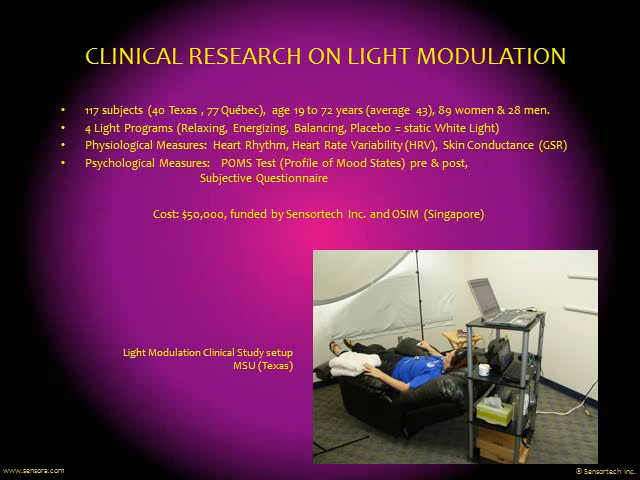 CLINICAL RESEARCH ON LIGHT MODULATION
• 117 subjects (40 Texas , 77 Québec), age 19 to 72 years (average 43), 89 women & 28 men.
• 4 Light Programs (Relaxing, Energizing, Balancing, Placebo = static White Light)
• Physiological Measures: Heart Rhythm, Heart Rate Variability (HRV), Skin Conductance (GSR)
• Psychological Measures: POMS Test (Profile of Mood States) pre & post,
Subjective Questionnaire
Cost: $50,000, funded by Sensortech Inc. and OSIM (Singapore)
Light Modulation Clinical Study setup
MSU (Texas)
www.sensora.com
© Sensortech Inc.